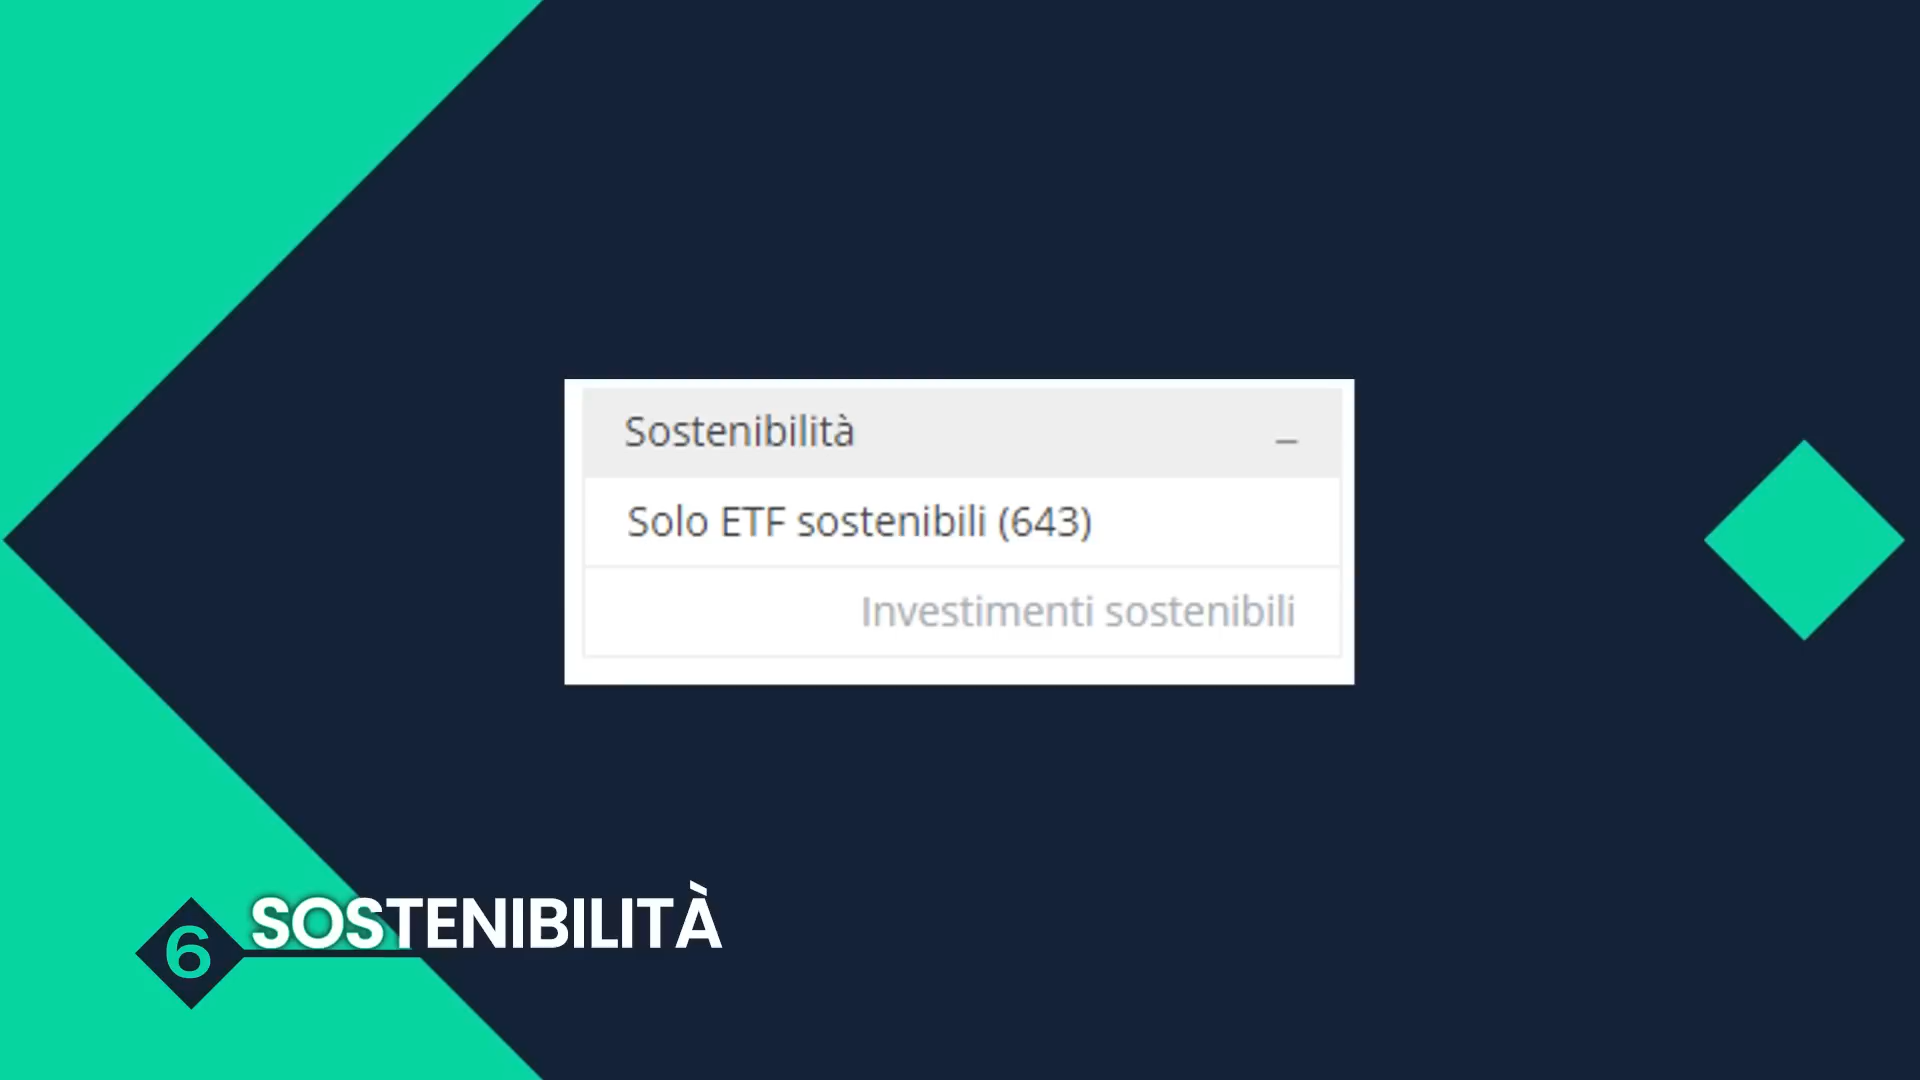 Sostenibilità
Solo ETF sostenibili (643)
Investimenti sostenibili
6
SOSTENIBILITÀ